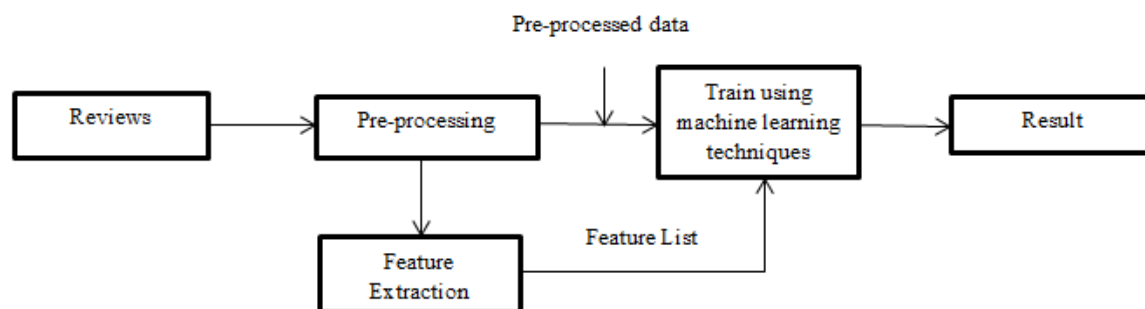 Pre-processed data
Reviews
Pre-processing
Train using
machine learning
techniques
Result
Feature List
Feature
Extraction